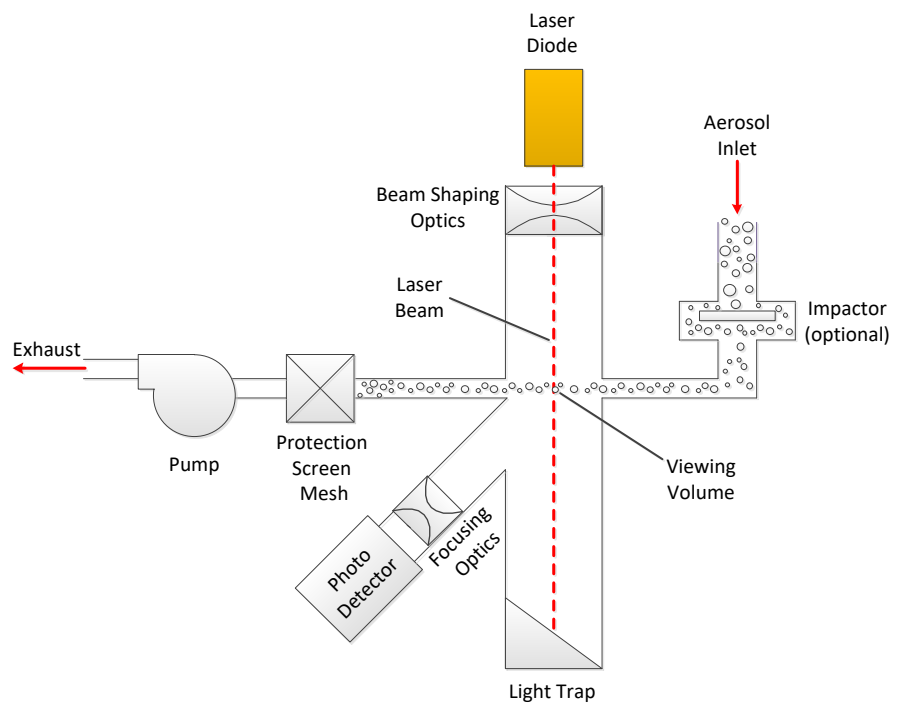 Laser
Diode
Aerosol
Inlet
Beam Shaping
Optics
Laser
Beam
Impactor
(optional)
Exhaust
Pump
Protection
Screen
Mesh
Viewing
Volume
Focusing
Optics
Photo
Detector
Light Trap